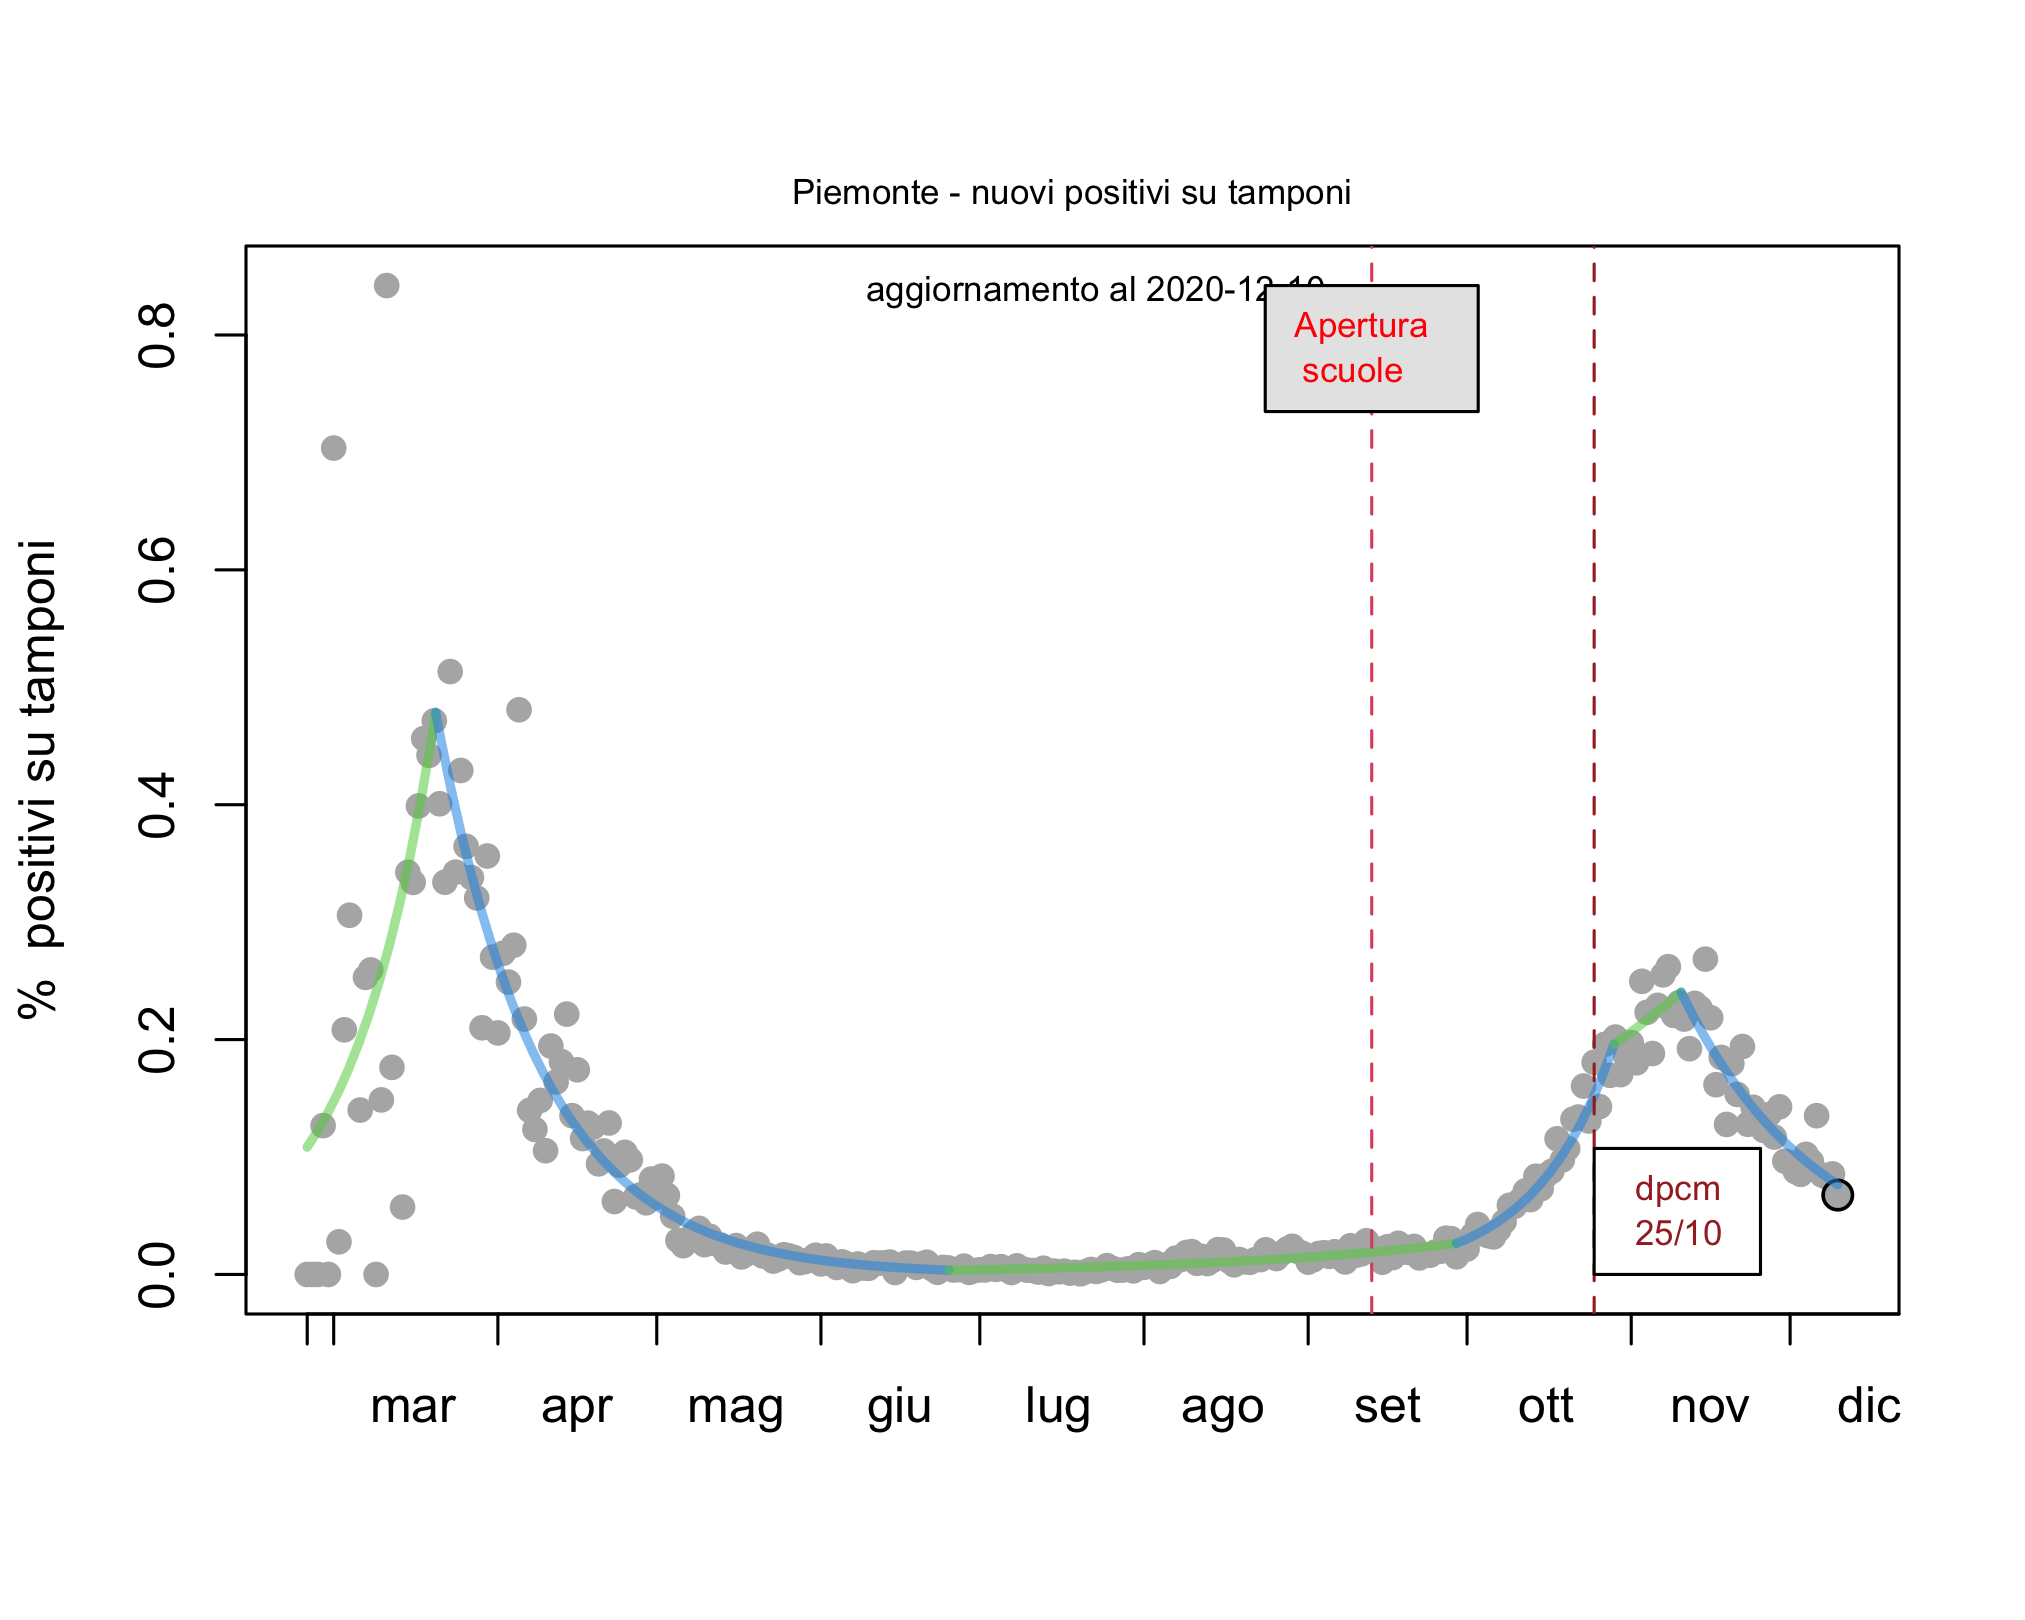 Piemonte - nuovi positivi su tamponi
aggiornamento al 2020-12-10
Apertura
scuole
dpcm
25/10
% positivi su tamponi
0.8
0.6
0.4
0.2
0.0
mar apr mag giu lug ago set ott nov dic